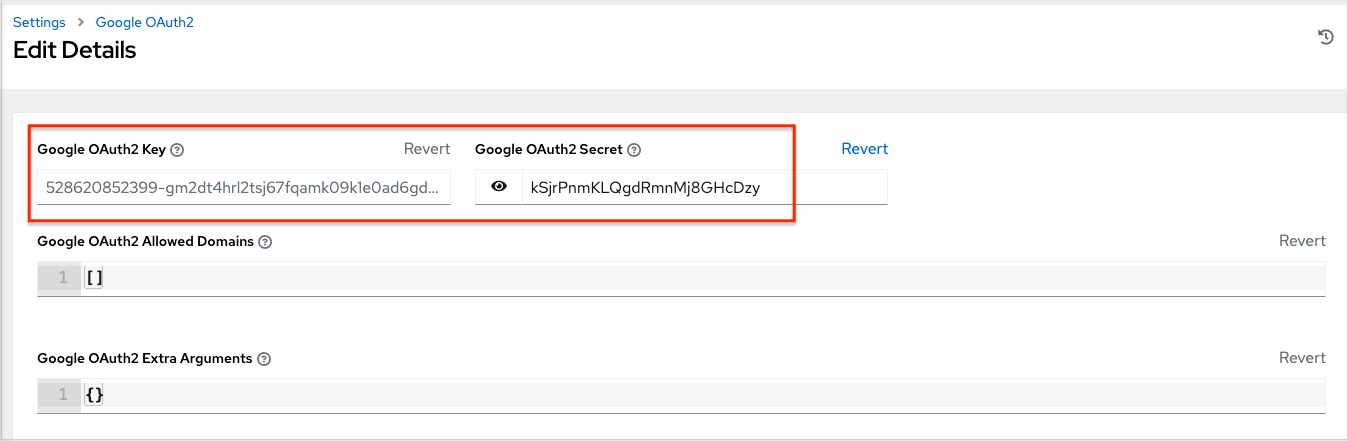 Settings > Google OAuth2
Edit Details
Google OAuth2 Key Revert Google OAuth2 Secret Revert
528620852399-gm2dt4hrl2tsj67fqamk09k1e0ad6gd... kSjrPnmKLQgdRmnMj8GHcDzy
Google OAuth2 Allowed Domains Revert
1 []
Google OAuth2 Extra Arguments Revert
1 {}